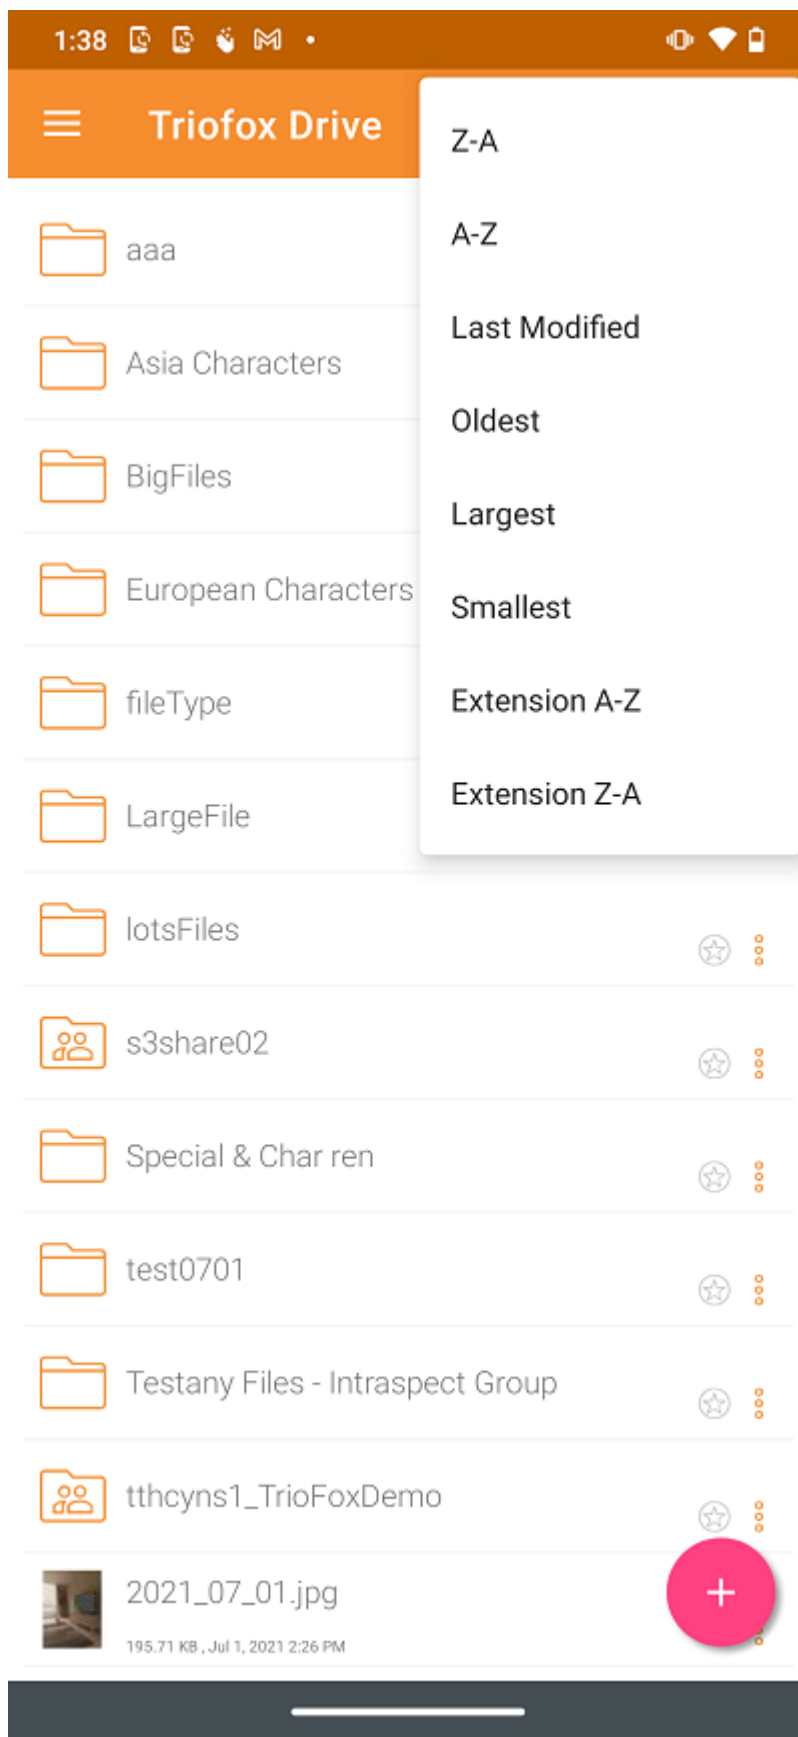 1:38
Triofox Drive
Z-A
A-Z
Last Modified
Oldest
Largest
Smallest
Extension A-Z
Extension Z-A
aaa
Asia Characters
BigFiles
European Characters
fileType
LargeFile
lotsFiles
s3share02
Special & Char ren
test0701
Testany Files - Intraspect Group
tthcyns1_TrioFoxDemo
2021_07_01.jpg
195.71 KB , Jul 1, 2021 2:26 PM